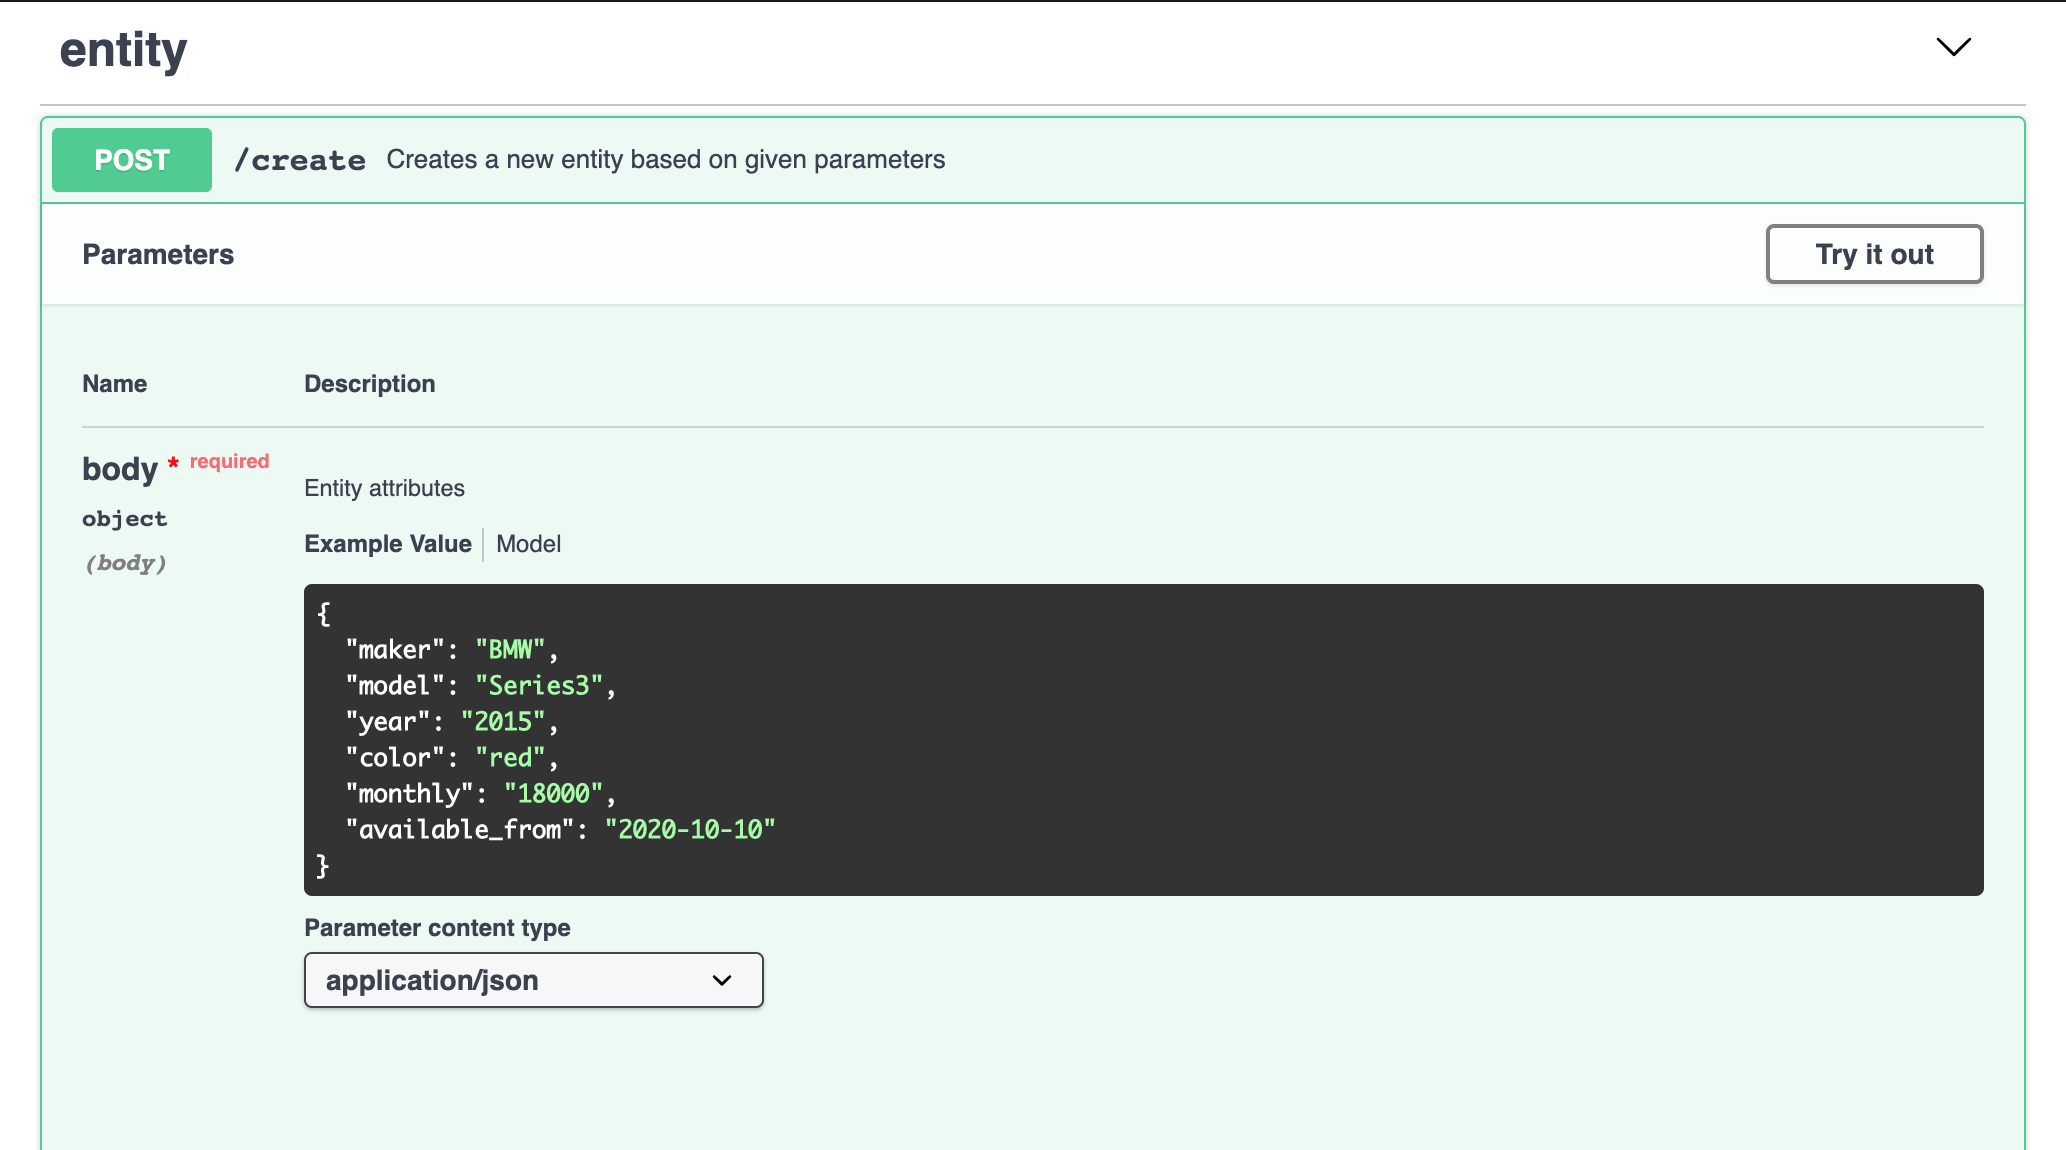 entity
POST /create Creates a new entity based on given parameters
Parameters Try it out
Name Description
body * required
object
(body)
Entity attributes
Example Value Model
{
  "maker": "BMW",
  "model": "Series3",
  "year": "2015",
  "color": "red",
  "monthly": "18000",
  "available_from": "2020-10-10"
}
Parameter content type
application/json